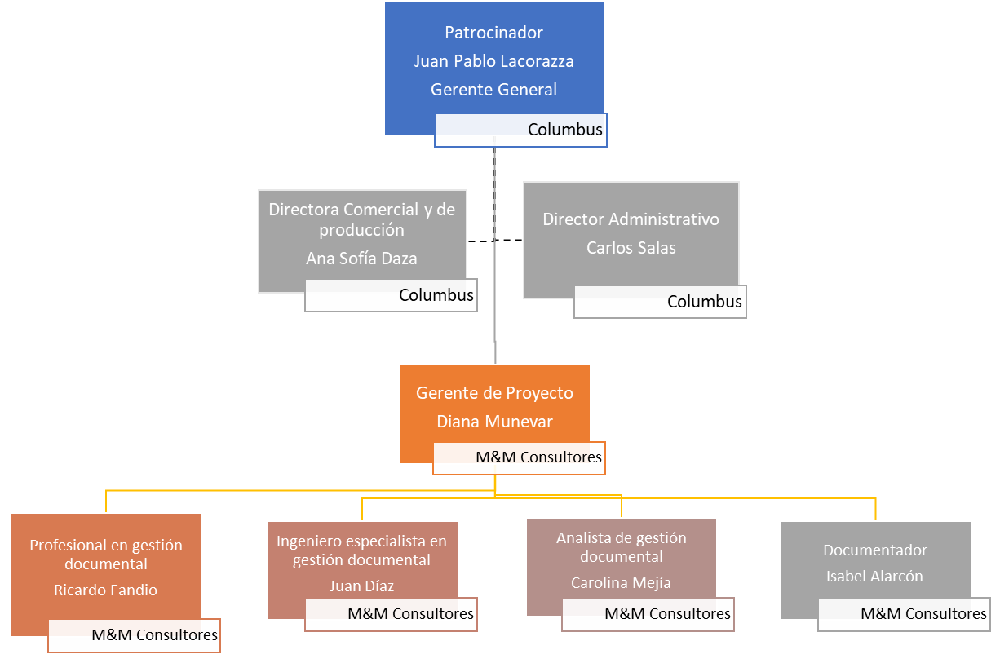 Patrocinador
Juan Pablo Lacorazza
Gerente General
Columbus
Directora Comercial y de
producción
Ana Sofía Daza
Columbus
Director Administrativo
Carlos Salas
Columbus
Gerente de Proyecto
Diana Munevar
M&M Consultores
Profesional en gestión
documental
Ricardo Fandio
M&M Consultores
Ingeniero especialista en
gestión documental
Juan Díaz
M&M Consultores
Analista de gestión
documental
Carolina Mejía
M&M Consultores
Documentador
Isabel Alarcón
M&M Consultores